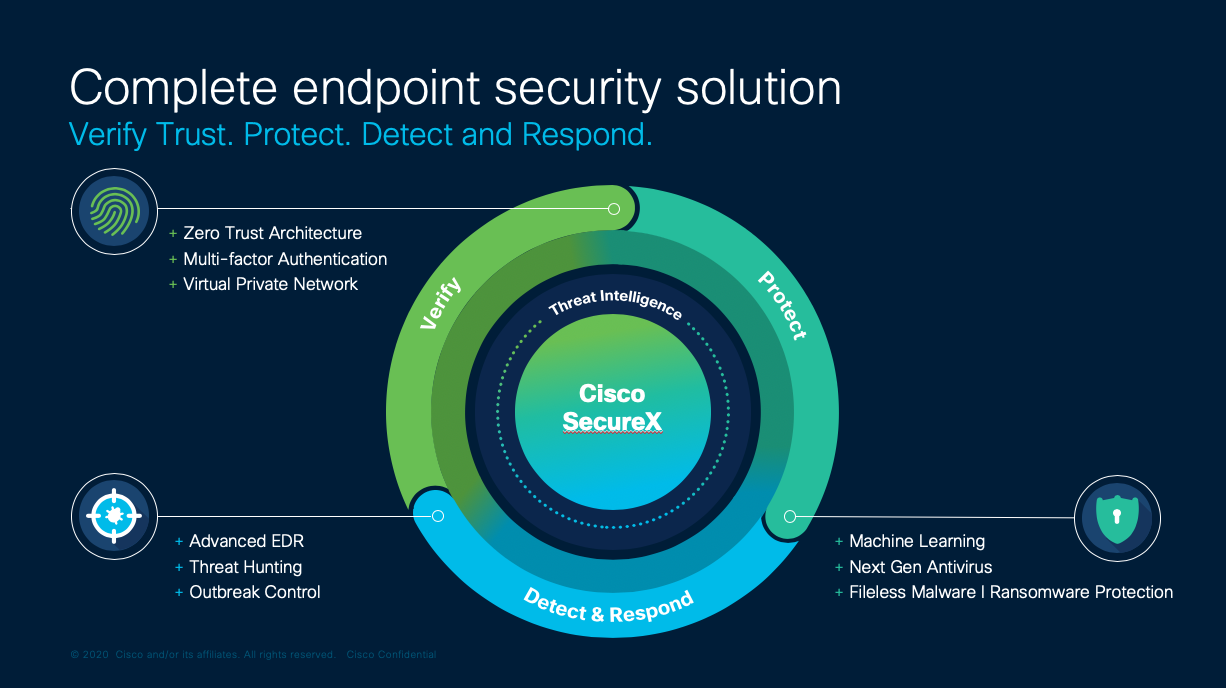 Complete endpoint security solution
Verify Trust. Protect. Detect and Respond.
+ Zero Trust Architecture
+ Multi-factor Authentication
+ Virtual Private Network
Verify
Protect
Threat Intelligence
Cisco
SecureX
+ Advanced EDR
+ Threat Hunting
+ Outbreak Control
Detect & Respond
+ Machine Learning
+ Next Gen Antivirus
+ Fileless Malware | Ransomware Protection
© 2020 Cisco and/or its affiliates. All rights reserved. Cisco Confidential